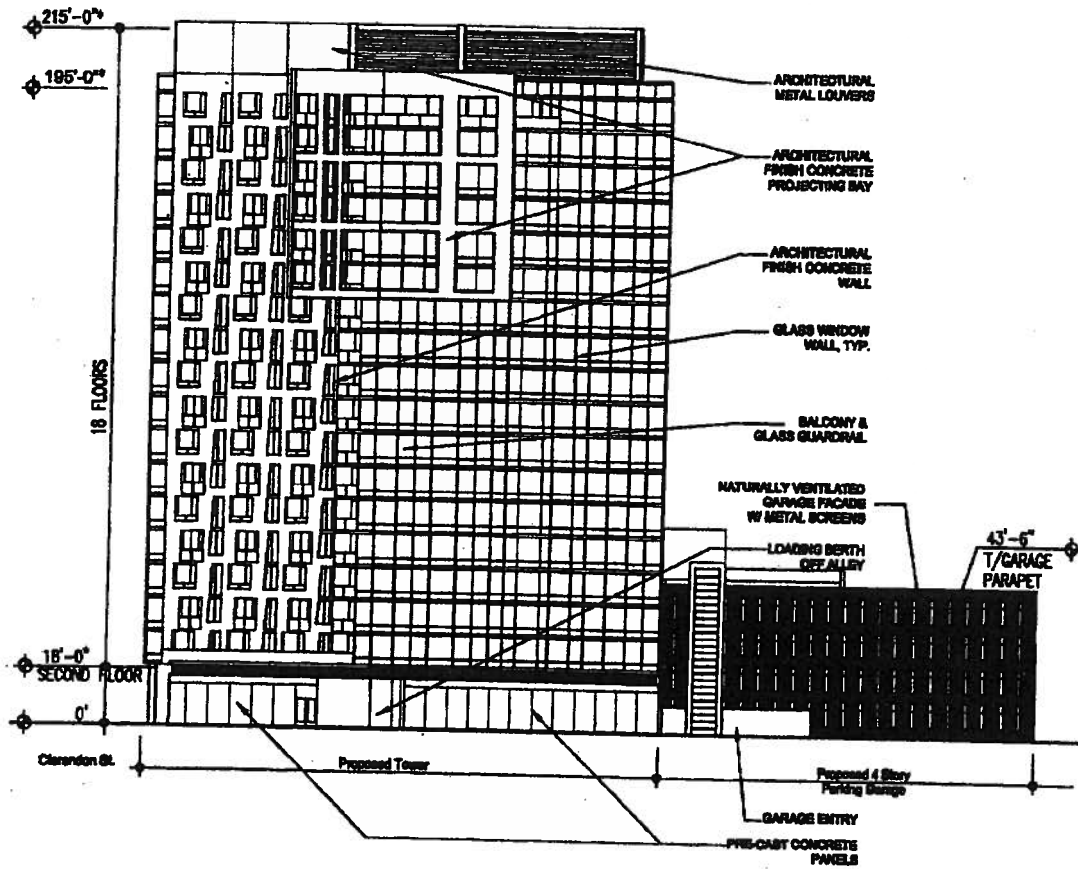 215'-0"±
195'-0"±
ARCHITECTURAL
METAL LOUVERS
ARCHITECTURAL
FINISH CONCRETE
PROJECTING BAY
ARCHITECTURAL
FINISH CONCRETE
WALL
GLASS WINDOW
WALL, TYP.
18 FLOORS
BALCONY &
GLASS GUARDRAIL
NATURALLY VENTILATED
GARAGE FACADE
W/ METAL SCREENS
43'-6"
T/GARAGE
PARAPET
LOADING BERTH
OFF ALLEY
18'-0"
SECOND FLOOR
0'
Clarendon St.
Proposed Tower
Proposed 4 Story
Parking Garage
GARAGE ENTRY
PRE-CAST CONCRETE
PANELS